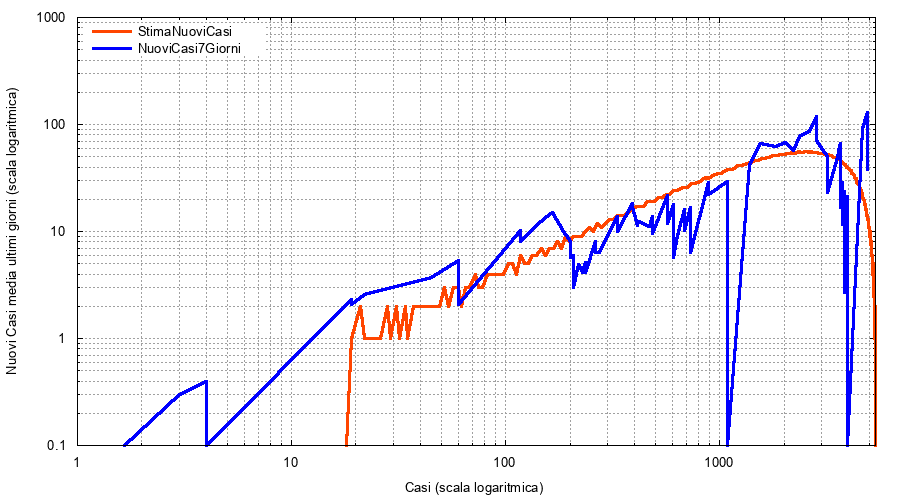 StimaNuoviCasi
NuoviCasi7Giorni
Nuovi Casi media ultimi giorni (scala logaritmica)
1000
100
10
1
0.1
1
10
100
1000
Casi (scala logaritmica)